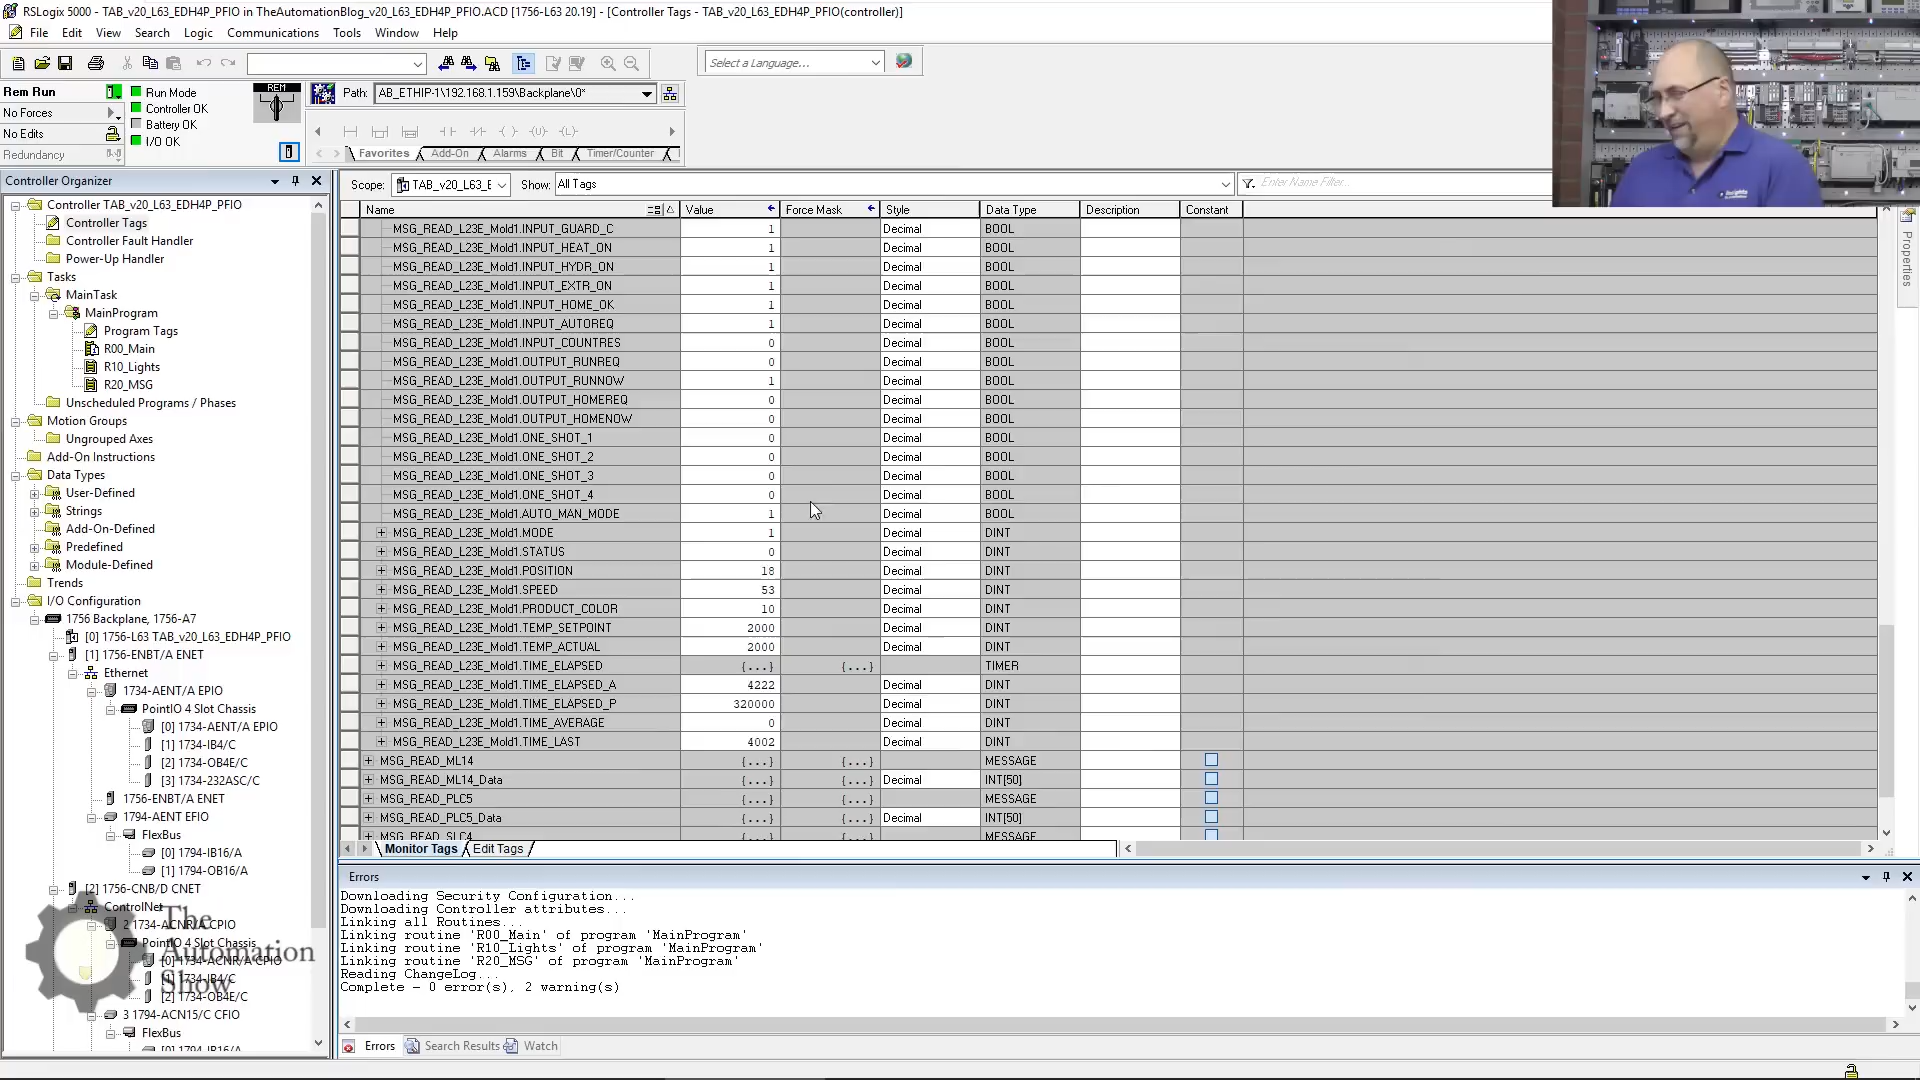 RSLogix 5000 - TAB_v20_L63_EDH4P_PFIO in TheAutomationBlog_v20_L63_EDH4P_PFIO.ACD [1756-L63 20.19] - [Controller Tags - TAB_v20_L63_EDH4P_PFIO(controller)]
File Edit View Search Logic Communications Tools Window Help
Select a Language...
Rem Run
No Forces
No Edits
Redundancy
Run Mode
Controller OK
Battery OK
I/O OK
REM
Path: AB_ETHIP-1\192.168.1.159\Backplane\0*
Favorites Add-On Alarms Bit Timer/Counter
Controller Organizer
Controller TAB_v20_L63_EDH4P_PFIO
Controller Tags
Controller Fault Handler
Power-Up Handler
Tasks
MainTask
MainProgram
Program Tags
R00_Main
R10_Lights
R20_MSG
Unscheduled Programs / Phases
Motion Groups
Ungrouped Axes
Add-On Instructions
Data Types
User-Defined
Strings
Add-On-Defined
Predefined
Module-Defined
Trends
I/O Configuration
1756 Backplane, 1756-A7
[0] 1756-L63 TAB_v20_L63_EDH4P_PFIO
[1] 1756-ENBT/A ENET
Ethernet
1734-AENT/A EPIO
PointIO 4 Slot Chassis
[0] 1734-AENT/A EPIO
[1] 1734-IB4/C
[2] 1734-OB4E/C
[3] 1734-232ASC/C
1756-ENBT/A ENET
1794-AENT EFIO
FlexBus
[0] 1794-IB16/A
[1] 1794-OB16/A
[2] 1756-CNB/D CNET
ControlNet
2 1734-ACNR/A CPIO
PointIO 4 Slot Chassis
[0] 1734-ACNR/A CPIO
[1] 1734-IB4/C
[2] 1734-OB4E/C
3 1794-ACN15/C CFIO
FlexBus
[0] 1794-IB16/A
The
Automation
Show
Scope: TAB_v20_L63_E Show: All Tags Enter Name Filter...
Name Value Force Mask Style Data Type Description Constant
MSG_READ_L23E_Mold1.INPUT_GUARD_C 1 Decimal BOOL
MSG_READ_L23E_Mold1.INPUT_HEAT_ON 1 Decimal BOOL
MSG_READ_L23E_Mold1.INPUT_HYDR_ON 1 Decimal BOOL
MSG_READ_L23E_Mold1.INPUT_EXTR_ON 1 Decimal BOOL
MSG_READ_L23E_Mold1.INPUT_HOME_OK 1 Decimal BOOL
MSG_READ_L23E_Mold1.INPUT_AUTOREQ 1 Decimal BOOL
MSG_READ_L23E_Mold1.INPUT_COUNTRES 0 Decimal BOOL
MSG_READ_L23E_Mold1.OUTPUT_RUNREQ 0 Decimal BOOL
MSG_READ_L23E_Mold1.OUTPUT_RUNNOW 1 Decimal BOOL
MSG_READ_L23E_Mold1.OUTPUT_HOMEREQ 0 Decimal BOOL
MSG_READ_L23E_Mold1.OUTPUT_HOMENOW 0 Decimal BOOL
MSG_READ_L23E_Mold1.ONE_SHOT_1 0 Decimal BOOL
MSG_READ_L23E_Mold1.ONE_SHOT_2 0 Decimal BOOL
MSG_READ_L23E_Mold1.ONE_SHOT_3 0 Decimal BOOL
MSG_READ_L23E_Mold1.ONE_SHOT_4 0 Decimal BOOL
MSG_READ_L23E_Mold1.AUTO_MAN_MODE 1 Decimal BOOL
MSG_READ_L23E_Mold1.MODE 1 Decimal DINT
MSG_READ_L23E_Mold1.STATUS 0 Decimal DINT
MSG_READ_L23E_Mold1.POSITION 18 Decimal DINT
MSG_READ_L23E_Mold1.SPEED 53 Decimal DINT
MSG_READ_L23E_Mold1.PRODUCT_COLOR 10 Decimal DINT
MSG_READ_L23E_Mold1.TEMP_SETPOINT 2000 Decimal DINT
MSG_READ_L23E_Mold1.TEMP_ACTUAL 2000 Decimal DINT
MSG_READ_L23E_Mold1.TIME_ELAPSED {...} {...} TIMER
MSG_READ_L23E_Mold1.TIME_ELAPSED_A 4222 Decimal DINT
MSG_READ_L23E_Mold1.TIME_ELAPSED_P 320000 Decimal DINT
MSG_READ_L23E_Mold1.TIME_AVERAGE 0 Decimal DINT
MSG_READ_L23E_Mold1.TIME_LAST 4002 Decimal DINT
MSG_READ_ML14 {...} {...} MESSAGE
MSG_READ_ML14_Data {...} {...} Decimal INT[50]
MSG_READ_PLC5 {...} {...} MESSAGE
MSG_READ_PLC5_Data {...} {...} Decimal INT[50]
MSG_READ_SLC4 {...} {...} MESSAGE
Monitor Tags Edit Tags
Properties
Errors
Downloading Security Configuration...
Downloading Controller attributes...
Linking all Routines...
Linking routine 'R00_Main' of program 'MainProgram'
Linking routine 'R10_Lights' of program 'MainProgram'
Linking routine 'R20_MSG' of program 'MainProgram'
Reading ChangeLog...
Complete - 0 error(s), 2 warning(s)
Errors Search Results Watch